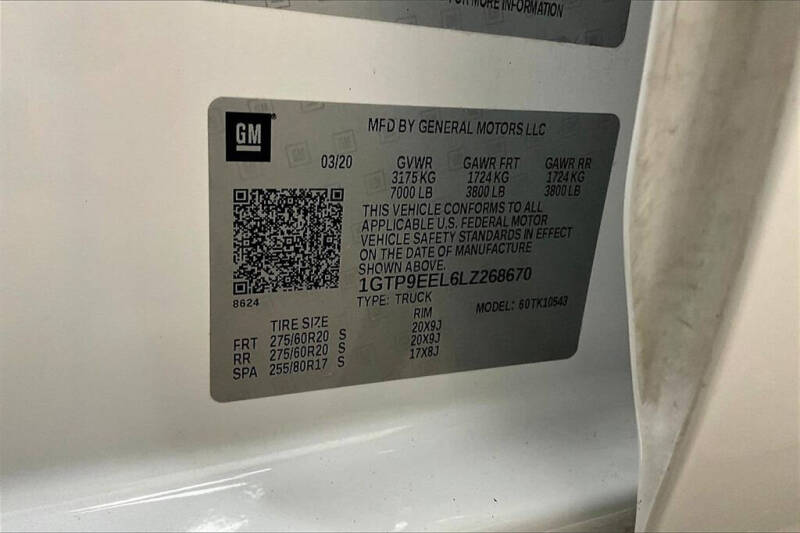 FOR MORE INFORMATION
GM
MFD BY GENERAL MOTORS LLC
03/20 GVWR GAWR FRT GAWR RR
3175 KG 1724 KG 1724 KG
7000 LB 3800 LB 3800 LB
THIS VEHICLE CONFORMS TO ALL
APPLICABLE U.S. FEDERAL MOTOR
VEHICLE SAFETY STANDARDS IN EFFECT
ON THE DATE OF MANUFACTURE
SHOWN ABOVE.
1GTP9EEL6LZ268670
8624
TYPE: TRUCK MODEL: 60TK10543
TIRE SIZE RIM
FRT 275/60R20 S 20X9J
RR 275/60R20 S 20X9J
SPA 255/80R17 S 17X8J